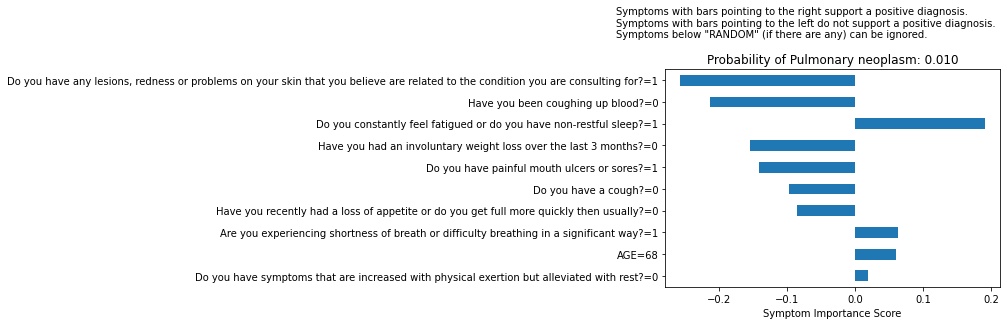 Symptoms with bars pointing to the right support a positive diagnosis.
Symptoms with bars pointing to the left do not support a positive diagnosis.
Symptoms below "RANDOM" (if there are any) can be ignored.
Probability of Pulmonary neoplasm: 0.010
Do you have any lesions, redness or problems on your skin that you believe are related to the condition you are consulting for?=1
Have you been coughing up blood?=0
Do you constantly feel fatigued or do you have non-restful sleep?=1
Have you had an involuntary weight loss over the last 3 months?=0
Do you have painful mouth ulcers or sores?=1
Do you have a cough?=0
Have you recently had a loss of appetite or do you get full more quickly then usually?=0
Are you experiencing shortness of breath or difficulty breathing in a significant way?=1
AGE=68
Do you have symptoms that are increased with physical exertion but alleviated with rest?=0
−0.2 −0.1 0.0 0.1 0.2
Symptom Importance Score